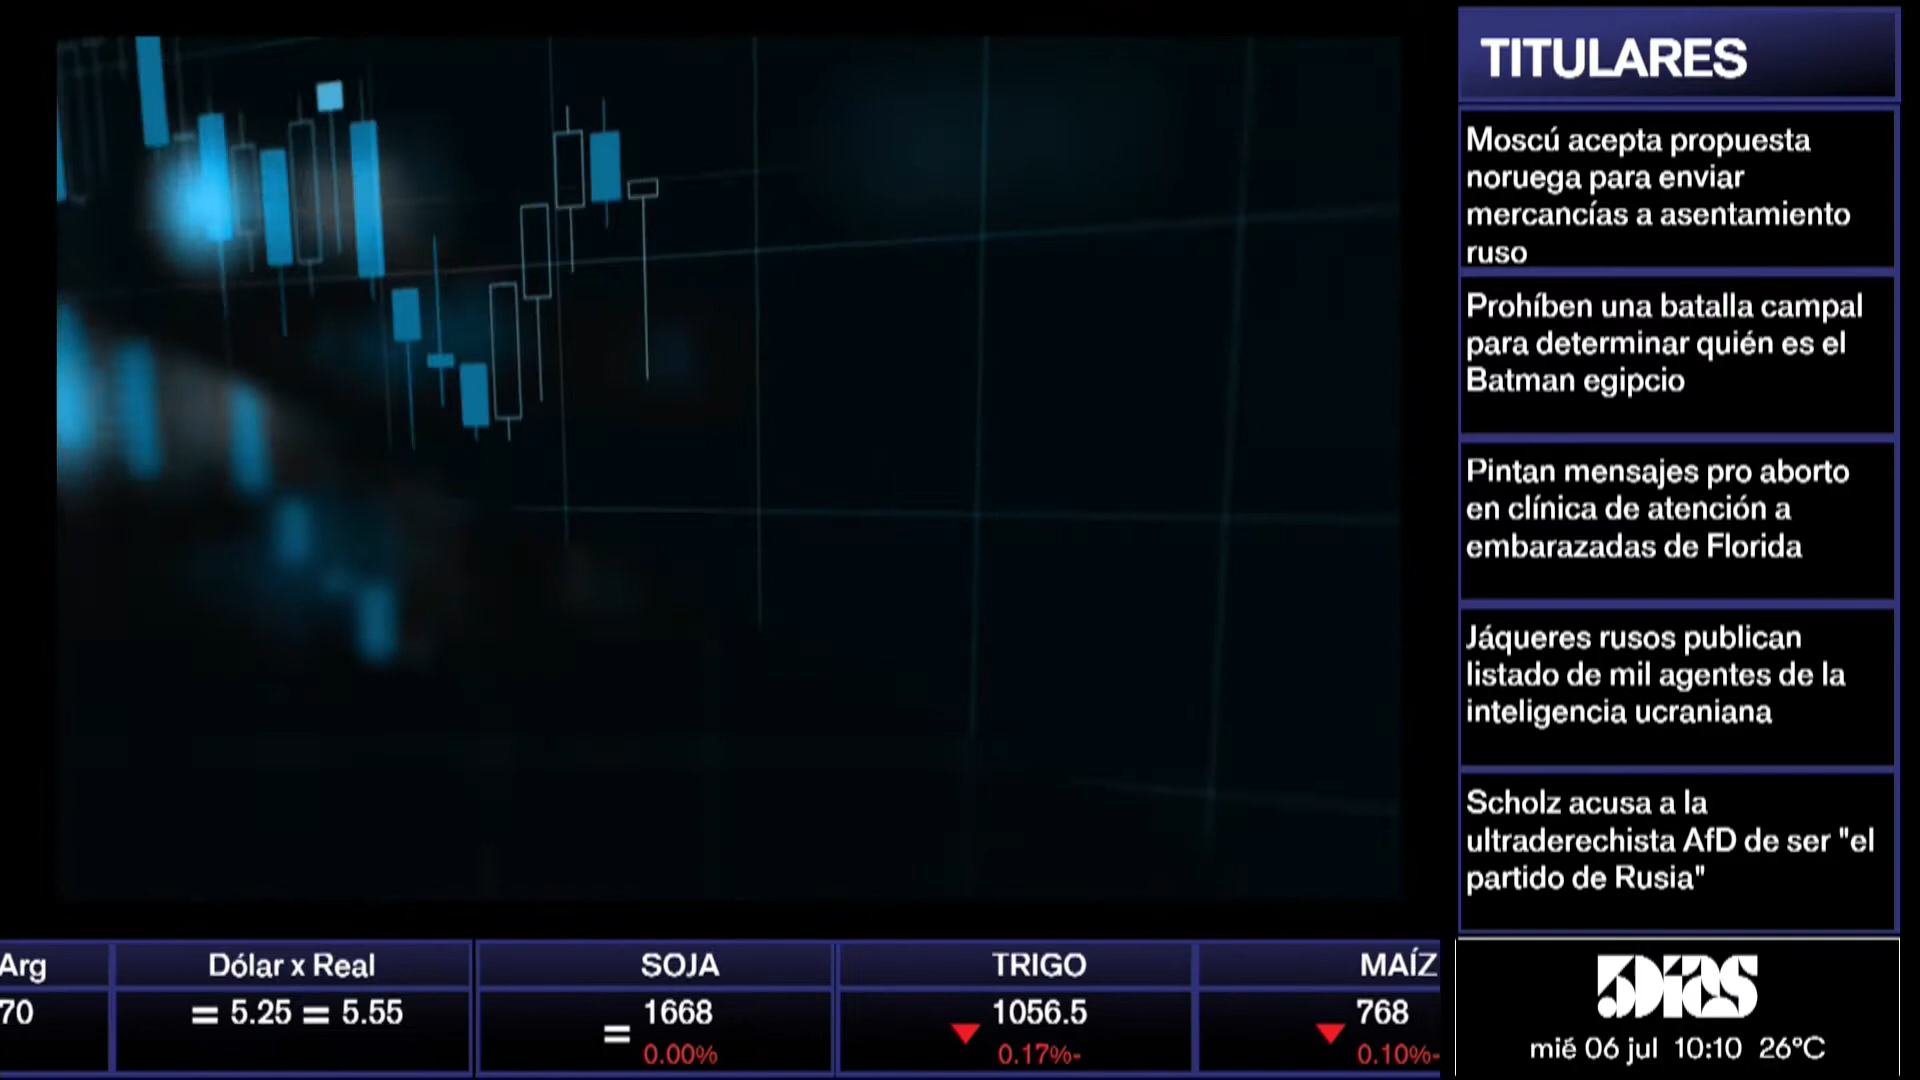 TITULARES
Moscú acepta propuesta
noruega para enviar
mercancías a asentamiento
ruso
Prohíben una batalla campal
para determinar quién es el
Batman egipcio
Pintan mensajes pro aborto
en clínica de atención a
embarazadas de Florida
Jáqueres rusos publican
listado de mil agentes de la
inteligencia ucraniana
Scholz acusa a la
ultraderechista AfD de ser "el
partido de Rusia"
Arg
70
Dólar x Real
= 5.25 = 5.55
SOJA
= 1668
0.00%
TRIGO
1056.5
0.17%-
MAÍZ
768
0.10%-
5Días
mié 06 jul 10:10 26°C